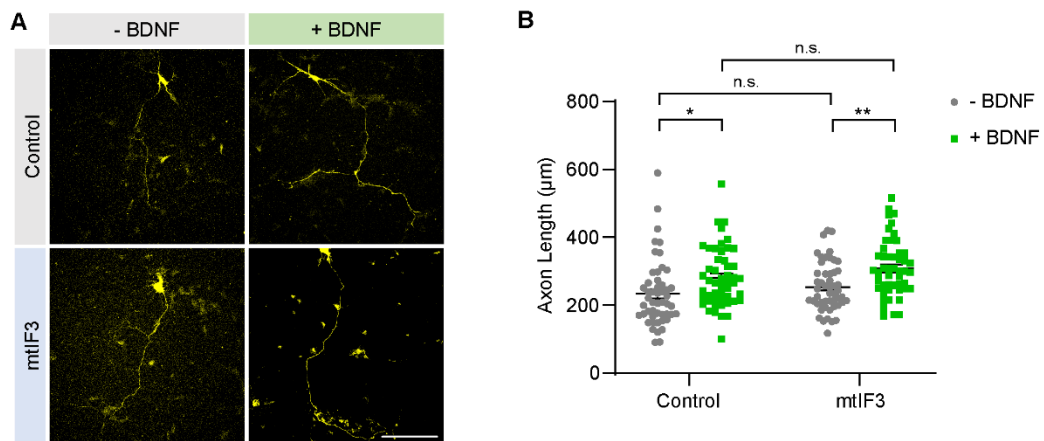 A
- BDNF
+ BDNF
Control
mtIF3
B
n.s.
n.s.
*
**
- BDNF
+ BDNF
Axon Length (µm)
800
600
400
200
0
Control
mtIF3